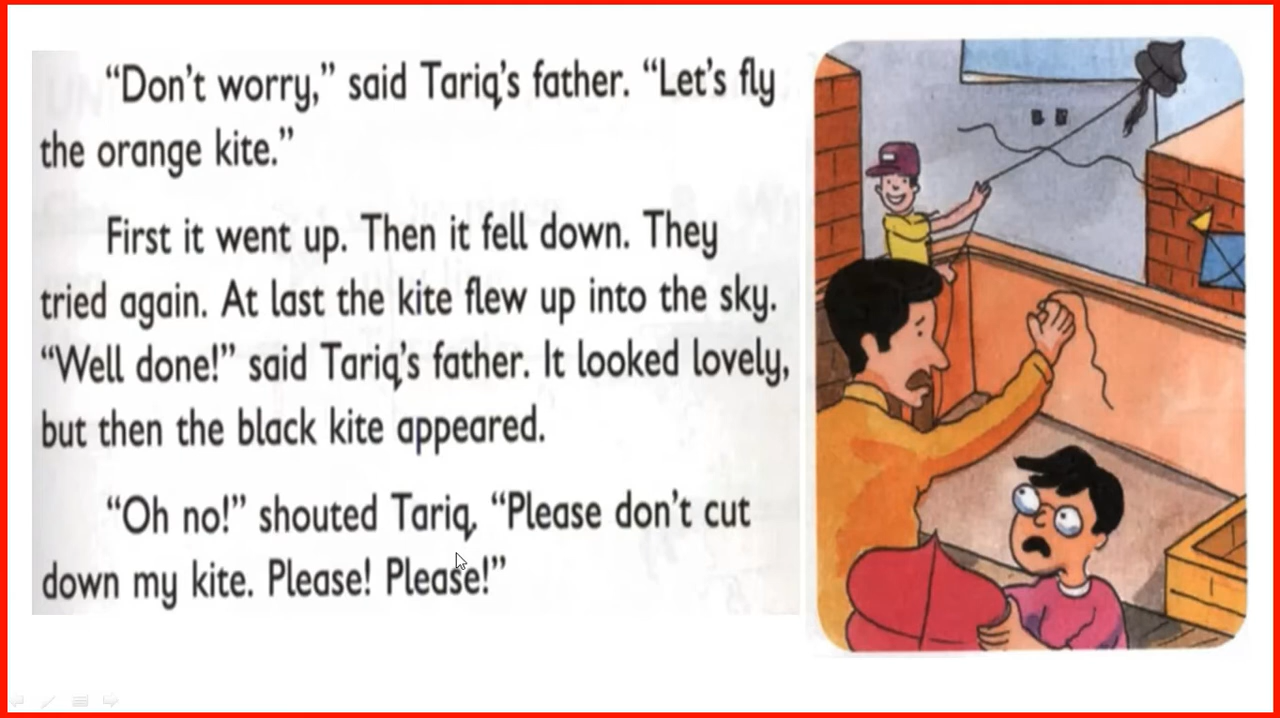 “Don’t worry,” said Tariq’s father. “Let’s fly
the orange kite.”
First it went up. Then it fell down. They
tried again. At last the kite flew up into the sky.
“Well done!” said Tariq’s father. It looked lovely,
but then the black kite appeared.
“Oh no!” shouted Tariq, “Please don’t cut
down my kite. Please! Please!”